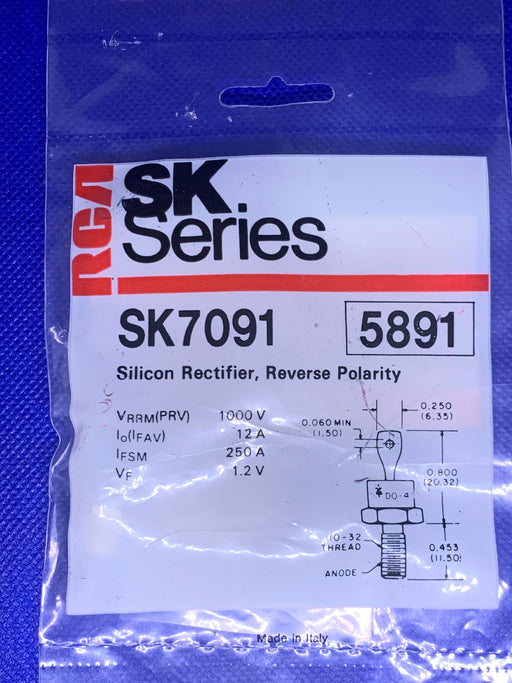 RCA
SK
Series
SK7091 5891
Silicon Rectifier, Reverse Polarity
VRRM(PRV) 1000 V
Io(IFAV) 12 A
IFSM 250 A
VF 1.2 V
0.250
(6.35)
0.060 MIN
(1.50)
0.800
(20.32)
DO-4
10-32
THREAD
0.453
(11.50)
ANODE
Made in Italy